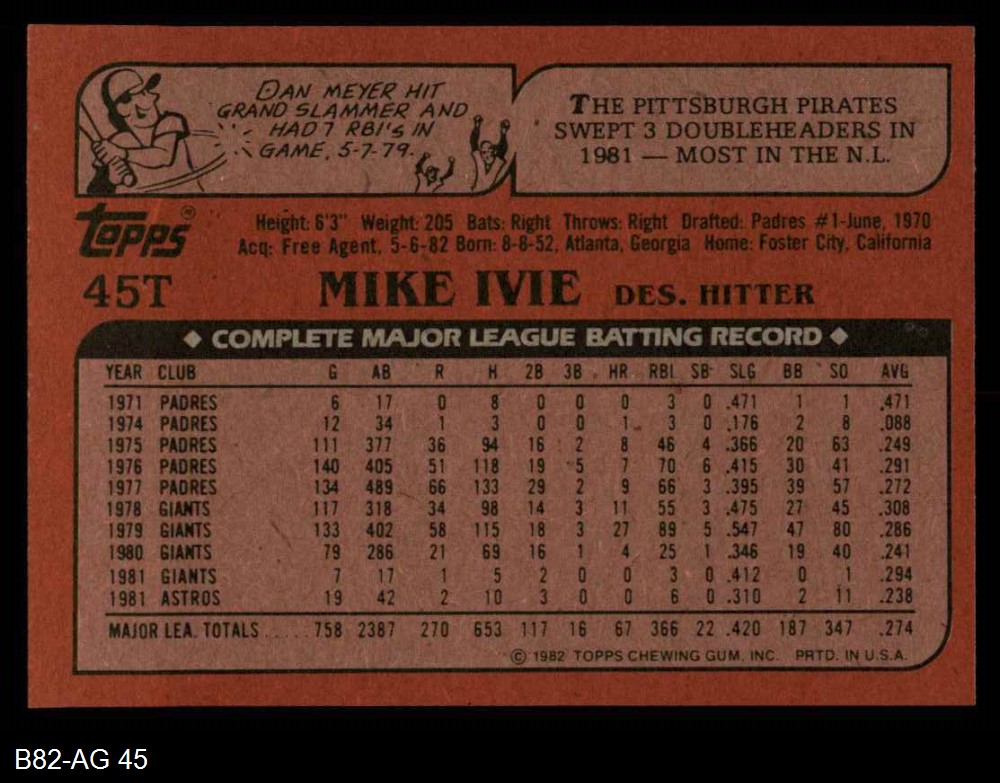 DAN MEYER HIT
GRAND SLAMMER AND
HAD 7 RBI's IN
GAME, 5-7-79.
THE PITTSBURGH PIRATES
SWEPT 3 DOUBLEHEADERS IN
1981 — MOST IN THE N.L.
topps®
Height: 6'3" Weight: 205 Bats: Right Throws: Right Drafted: Padres #1-June, 1970
Acq: Free Agent, 5-6-82 Born: 8-8-52, Atlanta, Georgia Home: Foster City, California
45T MIKE IVIE DES. HITTER
◆ COMPLETE MAJOR LEAGUE BATTING RECORD ◆
YEAR CLUB G AB R H 2B 3B HR RBI SB SLG BB SO AVG
1971 PADRES 6 17 0 8 0 0 0 3 0 .471 1 1 .471
1974 PADRES 12 34 1 3 0 0 1 3 0 .176 2 8 .088
1975 PADRES 111 377 36 94 16 2 8 46 4 .366 20 63 .249
1976 PADRES 140 405 51 118 19 5 7 70 6 .415 30 41 .291
1977 PADRES 134 489 66 133 29 2 9 66 3 .395 39 57 .272
1978 GIANTS 117 318 34 98 14 3 11 55 3 .475 27 45 .308
1979 GIANTS 133 402 58 115 18 3 27 89 5 .547 47 80 .286
1980 GIANTS 79 286 21 69 16 1 4 25 1 .346 19 40 .241
1981 GIANTS 7 17 1 5 2 0 0 3 0 .412 0 1 .294
1981 ASTROS 19 42 2 10 3 0 0 6 0 .310 2 11 .238
MAJOR LEA. TOTALS ..... 758 2387 270 653 117 16 67 366 22 .420 187 347 .274
© 1982 TOPPS CHEWING GUM, INC. PRTD. IN U.S.A.
B82-AG 45